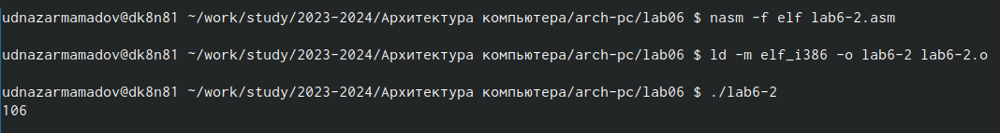 udnazarmamadov@dk8n81 ~/work/study/2023-2024/Архитектура компьютера/arch-pc/lab06 $ nasm -f elf lab6-2.asm
udnazarmamadov@dk8n81 ~/work/study/2023-2024/Архитектура компьютера/arch-pc/lab06 $ ld -m elf_i386 -o lab6-2 lab6-2.o
udnazarmamadov@dk8n81 ~/work/study/2023-2024/Архитектура компьютера/arch-pc/lab06 $ ./lab6-2
106